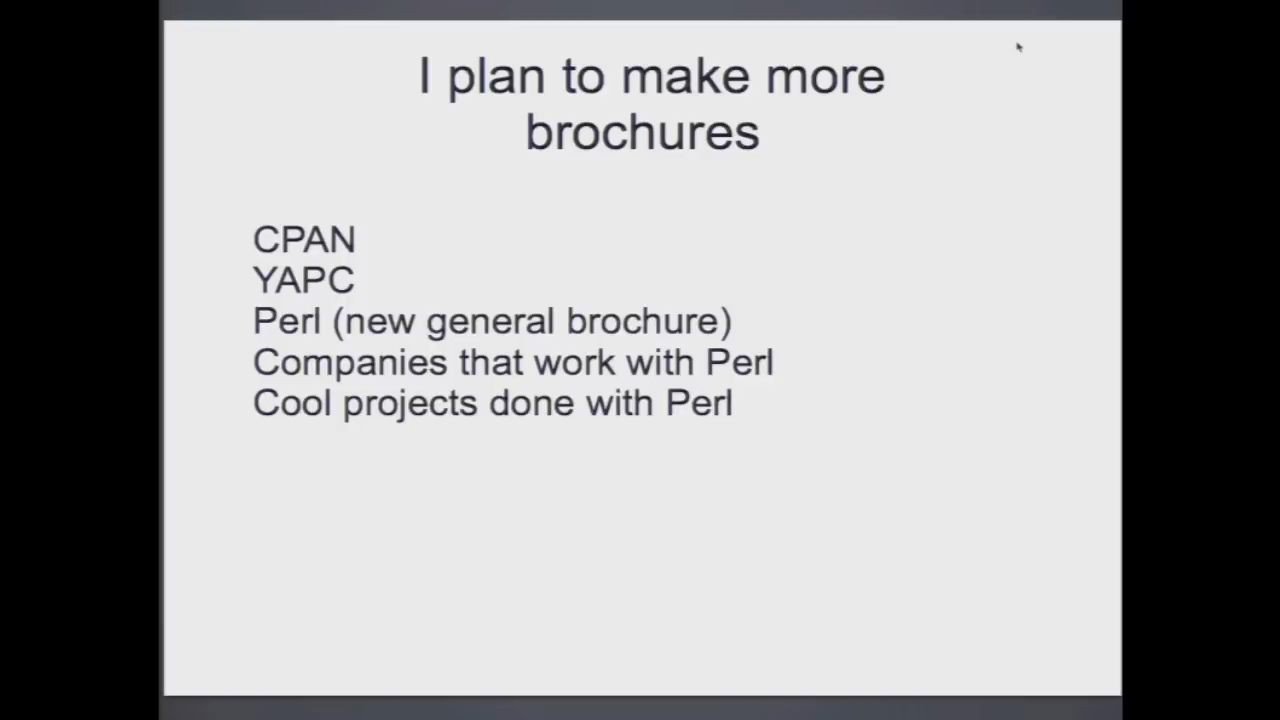 I plan to make more
brochures
CPAN
YAPC
Perl (new general brochure)
Companies that work with Perl
Cool projects done with Perl